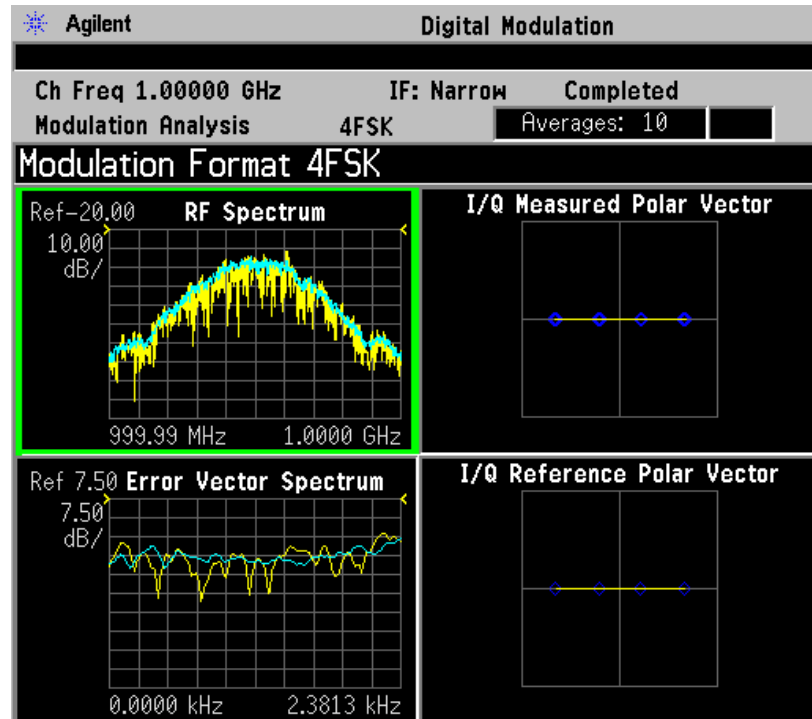 Agilent Digital Modulation
Ch Freq 1.00000 GHz IF: Narrow Completed
Modulation Analysis 4FSK Averages: 10
Modulation Format 4FSK
Ref-20.00 RF Spectrum
10.00
dB/
999.99 MHz 1.0000 GHz
I/Q Measured Polar Vector
Ref 7.50 Error Vector Spectrum
7.50
dB/
0.0000 kHz 2.3813 kHz
I/Q Reference Polar Vector